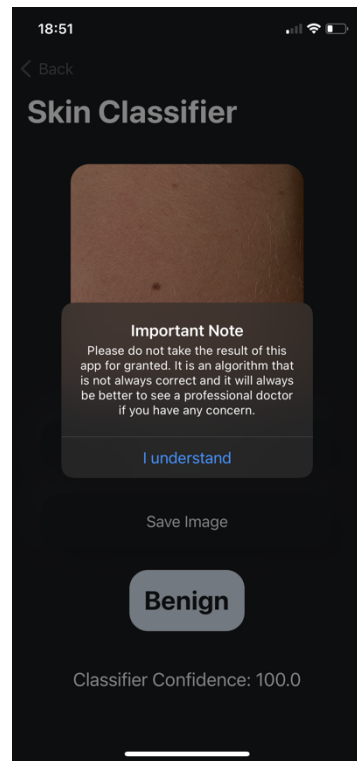 18:51
Back
Skin Classifier
Important Note
Please do not take the result of this
app for granted. It is an algorithm that
is not always correct and it will always
be better to see a professional doctor
if you have any concern.
I understand
Save Image
Benign
Classifier Confidence: 100.0